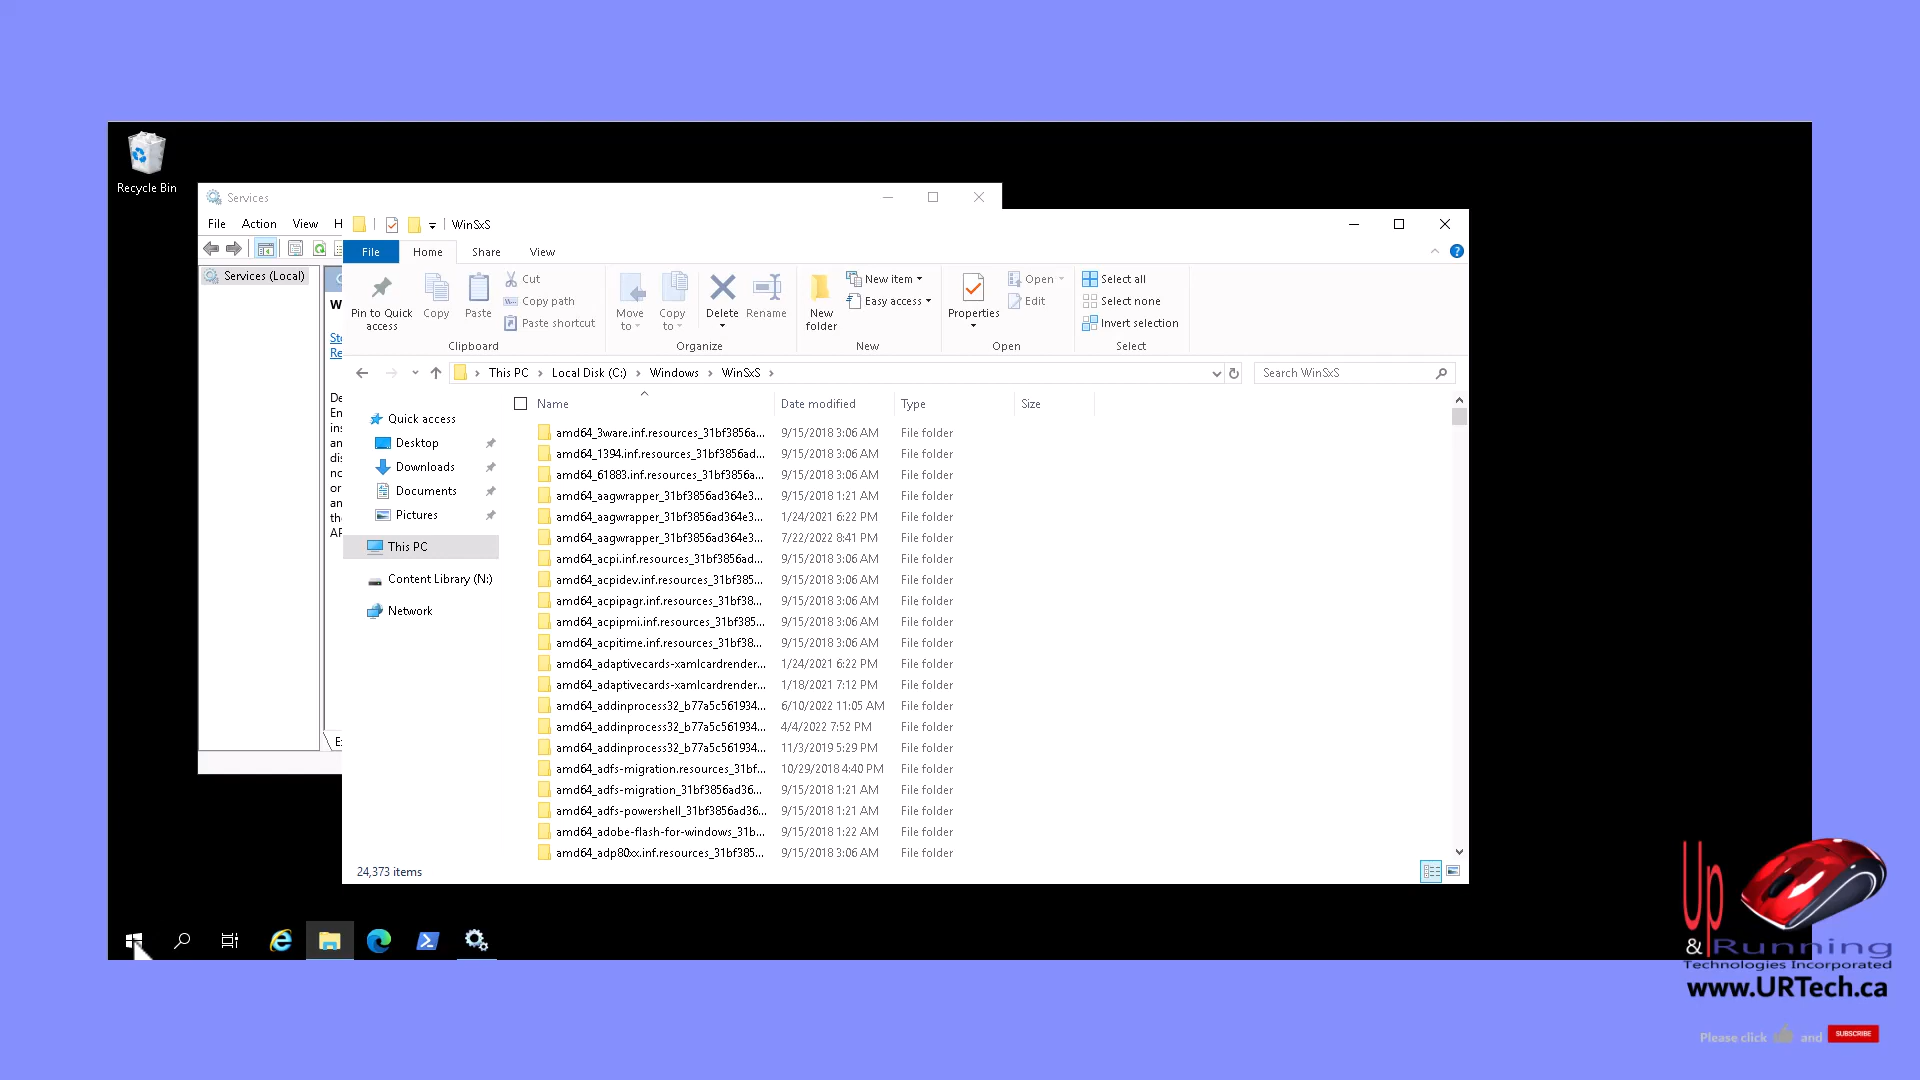 Recycle Bin
Services
File Action View H
Services (Local)
W
Sto
Re
De
En
ins
an
dis
no
or
an
the
AP
WinSxS
File Home Share View
Pin to Quick access
Copy
Paste
Cut
Copy path
Paste shortcut
Clipboard
Move to
Copy to
Delete
Rename
Organize
New folder
New item
Easy access
New
Properties
Open
Edit
Open
Select all
Select none
Invert selection
Select
This PC Local Disk (C:) Windows WinSxS
Search WinSxS
Quick access
Desktop
Downloads
Documents
Pictures
This PC
Content Library (N:)
Network
Name Date modified Type Size
amd64_3ware.inf.resources_31bf3856a... 9/15/2018 3:06 AM File folder
amd64_1394.inf.resources_31bf3856ad... 9/15/2018 3:06 AM File folder
amd64_61883.inf.resources_31bf3856a... 9/15/2018 3:06 AM File folder
amd64_aagwrapper_31bf3856ad364e3... 9/15/2018 1:21 AM File folder
amd64_aagwrapper_31bf3856ad364e3... 1/24/2021 6:22 PM File folder
amd64_aagwrapper_31bf3856ad364e3... 7/22/2022 8:41 PM File folder
amd64_acpi.inf.resources_31bf3856ad... 9/15/2018 3:06 AM File folder
amd64_acpidev.inf.resources_31bf385... 9/15/2018 3:06 AM File folder
amd64_acpipagr.inf.resources_31bf38... 9/15/2018 3:06 AM File folder
amd64_acpipmi.inf.resources_31bf385... 9/15/2018 3:06 AM File folder
amd64_acpitime.inf.resources_31bf38... 9/15/2018 3:06 AM File folder
amd64_adaptivecards-xamlcardrender... 1/24/2021 6:22 PM File folder
amd64_adaptivecards-xamlcardrender... 1/18/2021 7:12 PM File folder
amd64_addinprocess32_b77a5c561934... 6/10/2022 11:05 AM File folder
amd64_addinprocess32_b77a5c561934... 4/4/2022 7:52 PM File folder
amd64_addinprocess32_b77a5c561934... 11/3/2019 5:29 PM File folder
amd64_adfs-migration.resources_31bf... 10/29/2018 4:40 PM File folder
amd64_adfs-migration_31bf3856ad36... 9/15/2018 1:21 AM File folder
amd64_adfs-powershell_31bf3856ad36... 9/15/2018 1:21 AM File folder
amd64_adobe-flash-for-windows_31b... 9/15/2018 1:22 AM File folder
amd64_adp80xx.inf.resources_31bf385... 9/15/2018 3:06 AM File folder
24,373 items
Up
& Running
Technologies Incorporated
www.URTech.ca
Please click and SUBSCRIBE